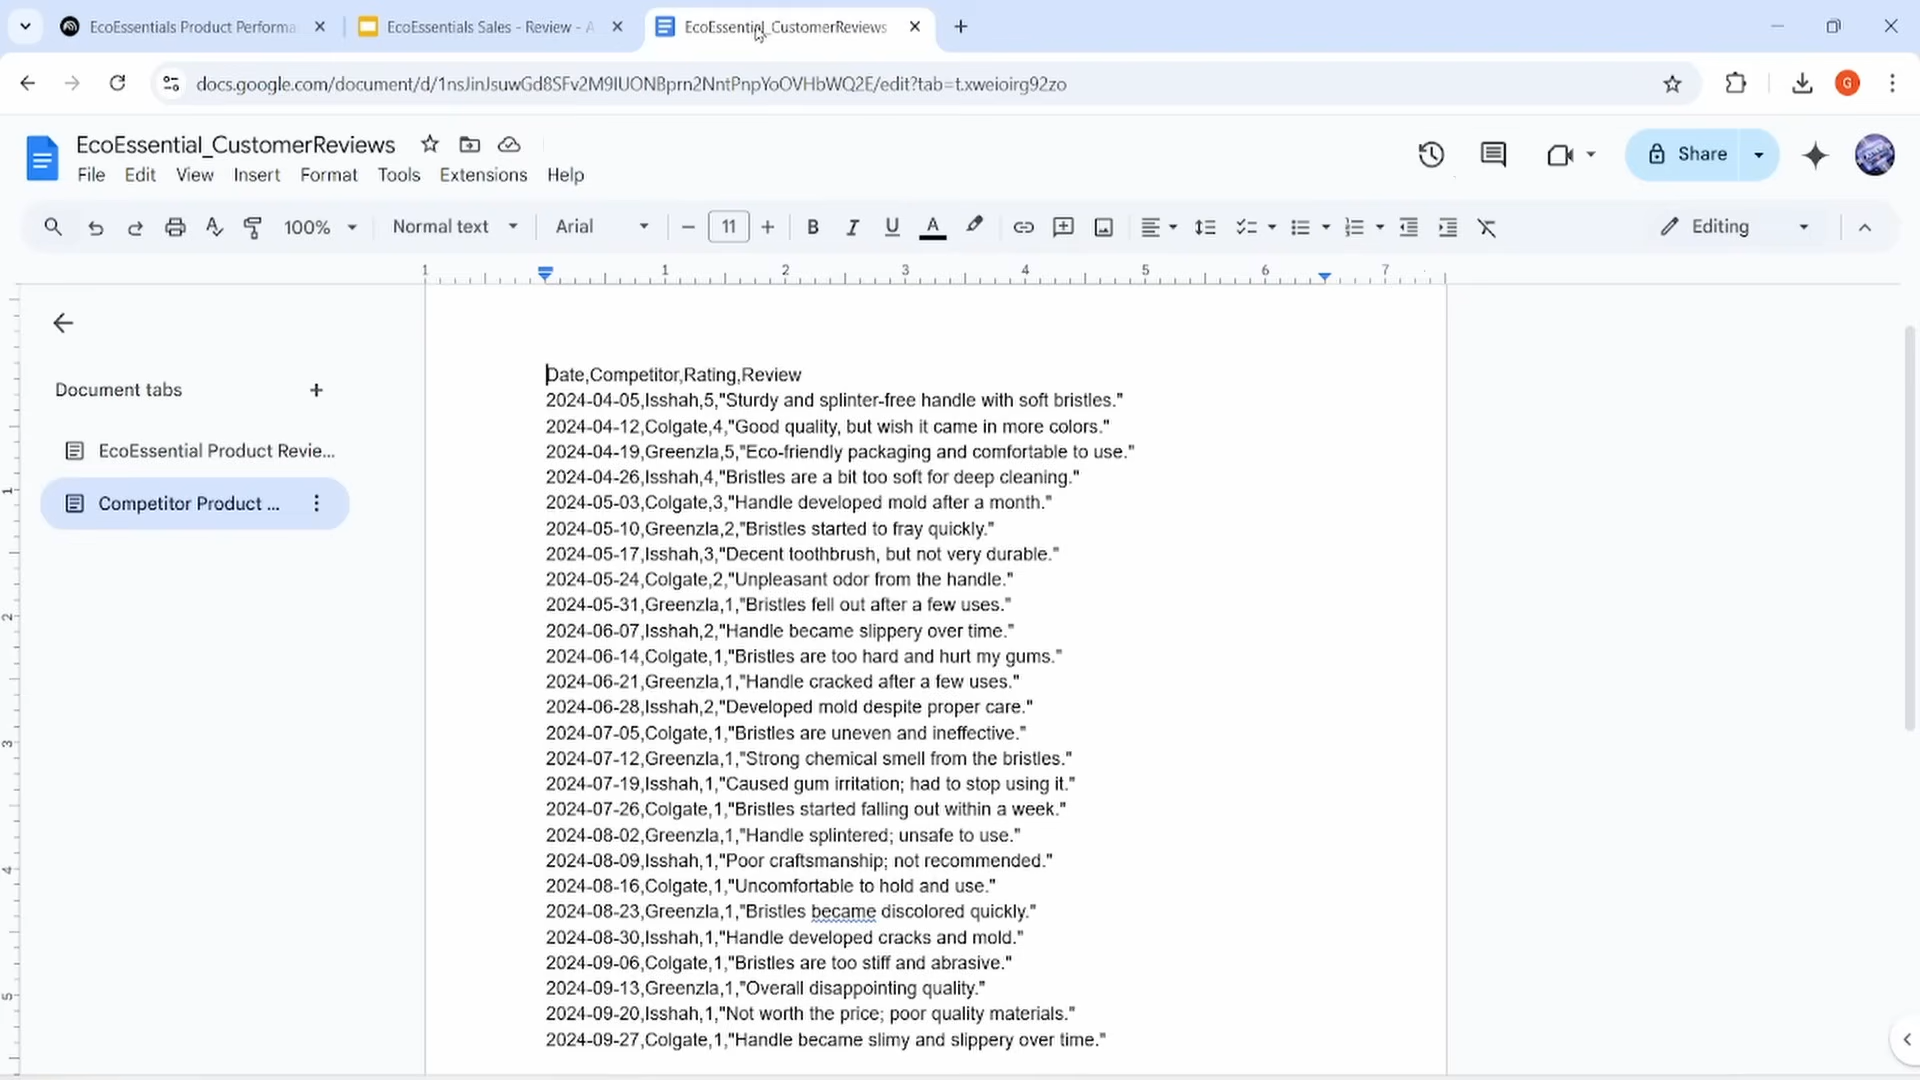 EcoEssentials Product Performa
EcoEssentials Sales - Review - A
EcoEssential_CustomerReviews
docs.google.com/document/d/1nsJinJsuwGd8SFv2M9IUONBprn2NntPnpYoOVHbWQ2E/edit?tab=t.xweioirg92zo
G
EcoEssential_CustomerReviews
File Edit View Insert Format Tools Extensions Help
Share
100% Normal text Arial 11 B I U A Editing
1 1 2 3 4 5 6 7
Document tabs
EcoEssential Product Revie...
Competitor Product ...
1
2
3
4
5
Date,Competitor,Rating,Review
2024-04-05,Isshah,5,"Sturdy and splinter-free handle with soft bristles."
2024-04-12,Colgate,4,"Good quality, but wish it came in more colors."
2024-04-19,Greenzla,5,"Eco-friendly packaging and comfortable to use."
2024-04-26,Isshah,4,"Bristles are a bit too soft for deep cleaning."
2024-05-03,Colgate,3,"Handle developed mold after a month."
2024-05-10,Greenzla,2,"Bristles started to fray quickly."
2024-05-17,Isshah,3,"Decent toothbrush, but not very durable."
2024-05-24,Colgate,2,"Unpleasant odor from the handle."
2024-05-31,Greenzla,1,"Bristles fell out after a few uses."
2024-06-07,Isshah,2,"Handle became slippery over time."
2024-06-14,Colgate,1,"Bristles are too hard and hurt my gums."
2024-06-21,Greenzla,1,"Handle cracked after a few uses."
2024-06-28,Isshah,2,"Developed mold despite proper care."
2024-07-05,Colgate,1,"Bristles are uneven and ineffective."
2024-07-12,Greenzla,1,"Strong chemical smell from the bristles."
2024-07-19,Isshah,1,"Caused gum irritation; had to stop using it."
2024-07-26,Colgate,1,"Bristles started falling out within a week."
2024-08-02,Greenzla,1,"Handle splintered; unsafe to use."
2024-08-09,Isshah,1,"Poor craftsmanship; not recommended."
2024-08-16,Colgate,1,"Uncomfortable to hold and use."
2024-08-23,Greenzla,1,"Bristles became discolored quickly."
2024-08-30,Isshah,1,"Handle developed cracks and mold."
2024-09-06,Colgate,1,"Bristles are too stiff and abrasive."
2024-09-13,Greenzla,1,"Overall disappointing quality."
2024-09-20,Isshah,1,"Not worth the price; poor quality materials."
2024-09-27,Colgate,1,"Handle became slimy and slippery over time."